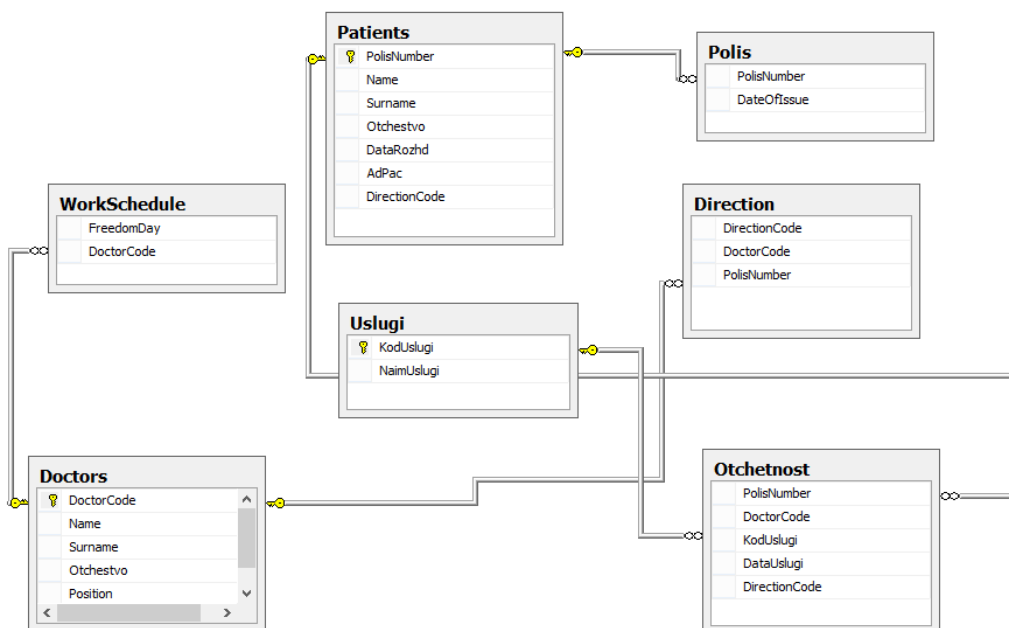 Patients
PolisNumber
Name
Surname
Otchestvo
DataRozhd
AdPac
DirectionCode
Polis
PolisNumber
DateOfIssue
WorkSchedule
FreedomDay
DoctorCode
Direction
DirectionCode
DoctorCode
PolisNumber
Uslugi
KodUslugi
NaimUslugi
Doctors
DoctorCode
Name
Surname
Otchestvo
Position
Otchetnost
PolisNumber
DoctorCode
KodUslugi
DataUslugi
DirectionCode